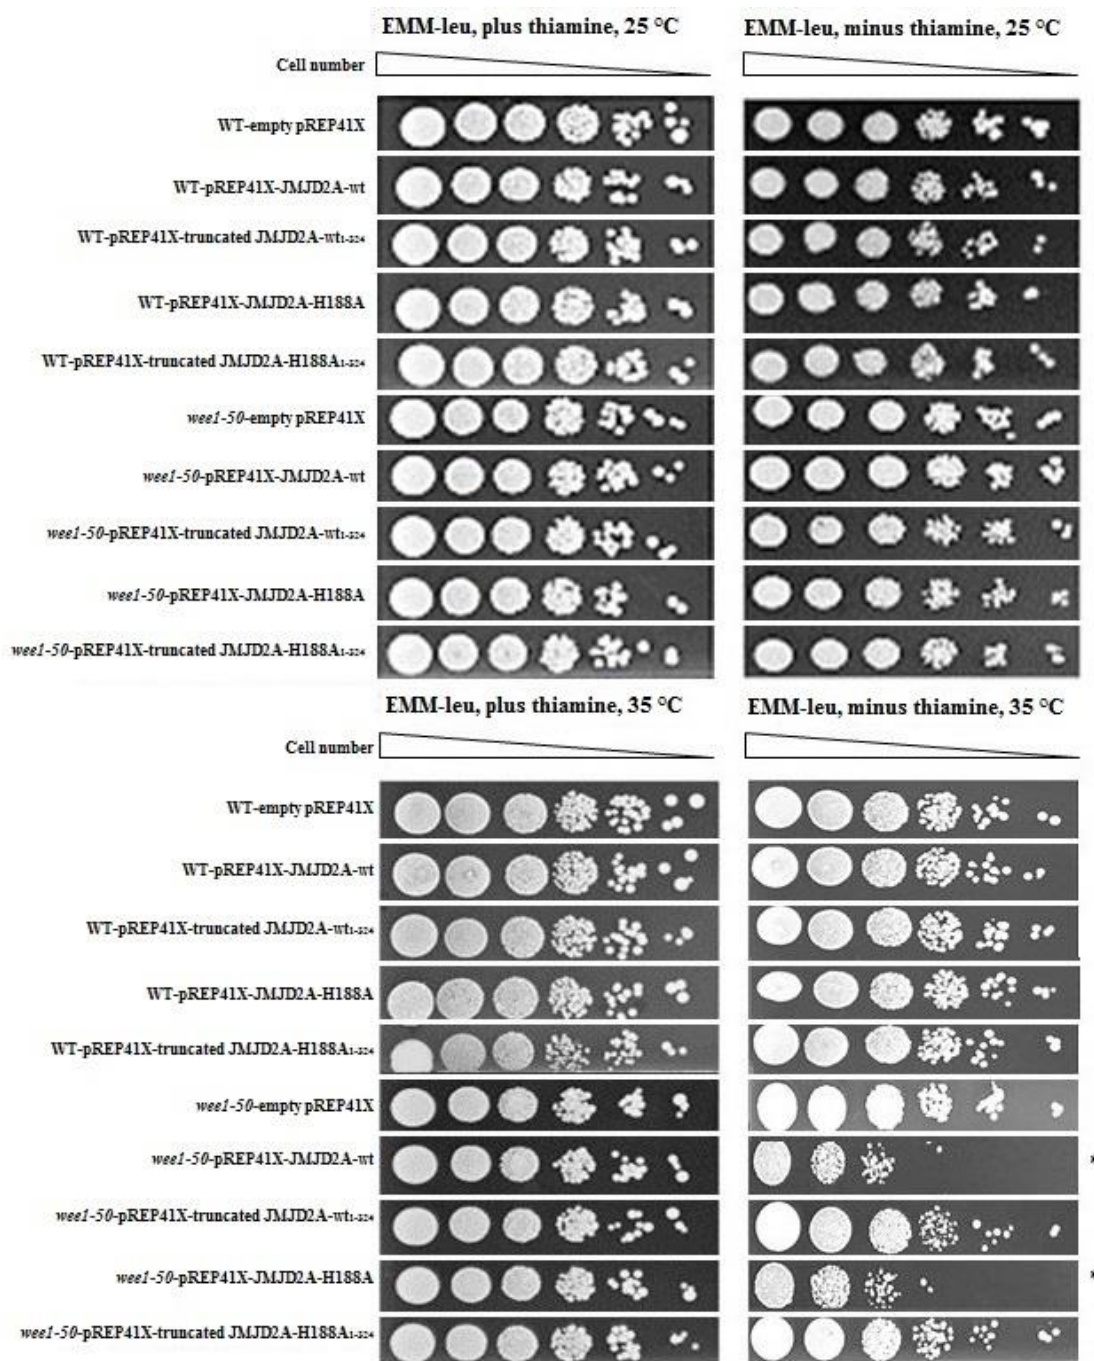 EMM-leu, plus thiamine, 25 °C
EMM-leu, minus thiamine, 25 °C
Cell number
WT-empty pREP41X
WT-pREP41X-JMJD2A-wt
WT-pREP41X-truncated JMJD2A-wt₁₋₃₂₄
WT-pREP41X-JMJD2A-H188A
WT-pREP41X-truncated JMJD2A-H188A₁₋₃₂₄
wee1-50-empty pREP41X
wee1-50-pREP41X-JMJD2A-wt
wee1-50-pREP41X-truncated JMJD2A-wt₁₋₃₂₄
wee1-50-pREP41X-JMJD2A-H188A
wee1-50-pREP41X-truncated JMJD2A-H188A₁₋₃₂₄
EMM-leu, plus thiamine, 35 °C
EMM-leu, minus thiamine, 35 °C
Cell number
WT-empty pREP41X
WT-pREP41X-JMJD2A-wt
WT-pREP41X-truncated JMJD2A-wt₁₋₃₂₄
WT-pREP41X-JMJD2A-H188A
WT-pREP41X-truncated JMJD2A-H188A₁₋₃₂₄
wee1-50-empty pREP41X
wee1-50-pREP41X-JMJD2A-wt
*
wee1-50-pREP41X-truncated JMJD2A-wt₁₋₃₂₄
wee1-50-pREP41X-JMJD2A-H188A
*
wee1-50-pREP41X-truncated JMJD2A-H188A₁₋₃₂₄